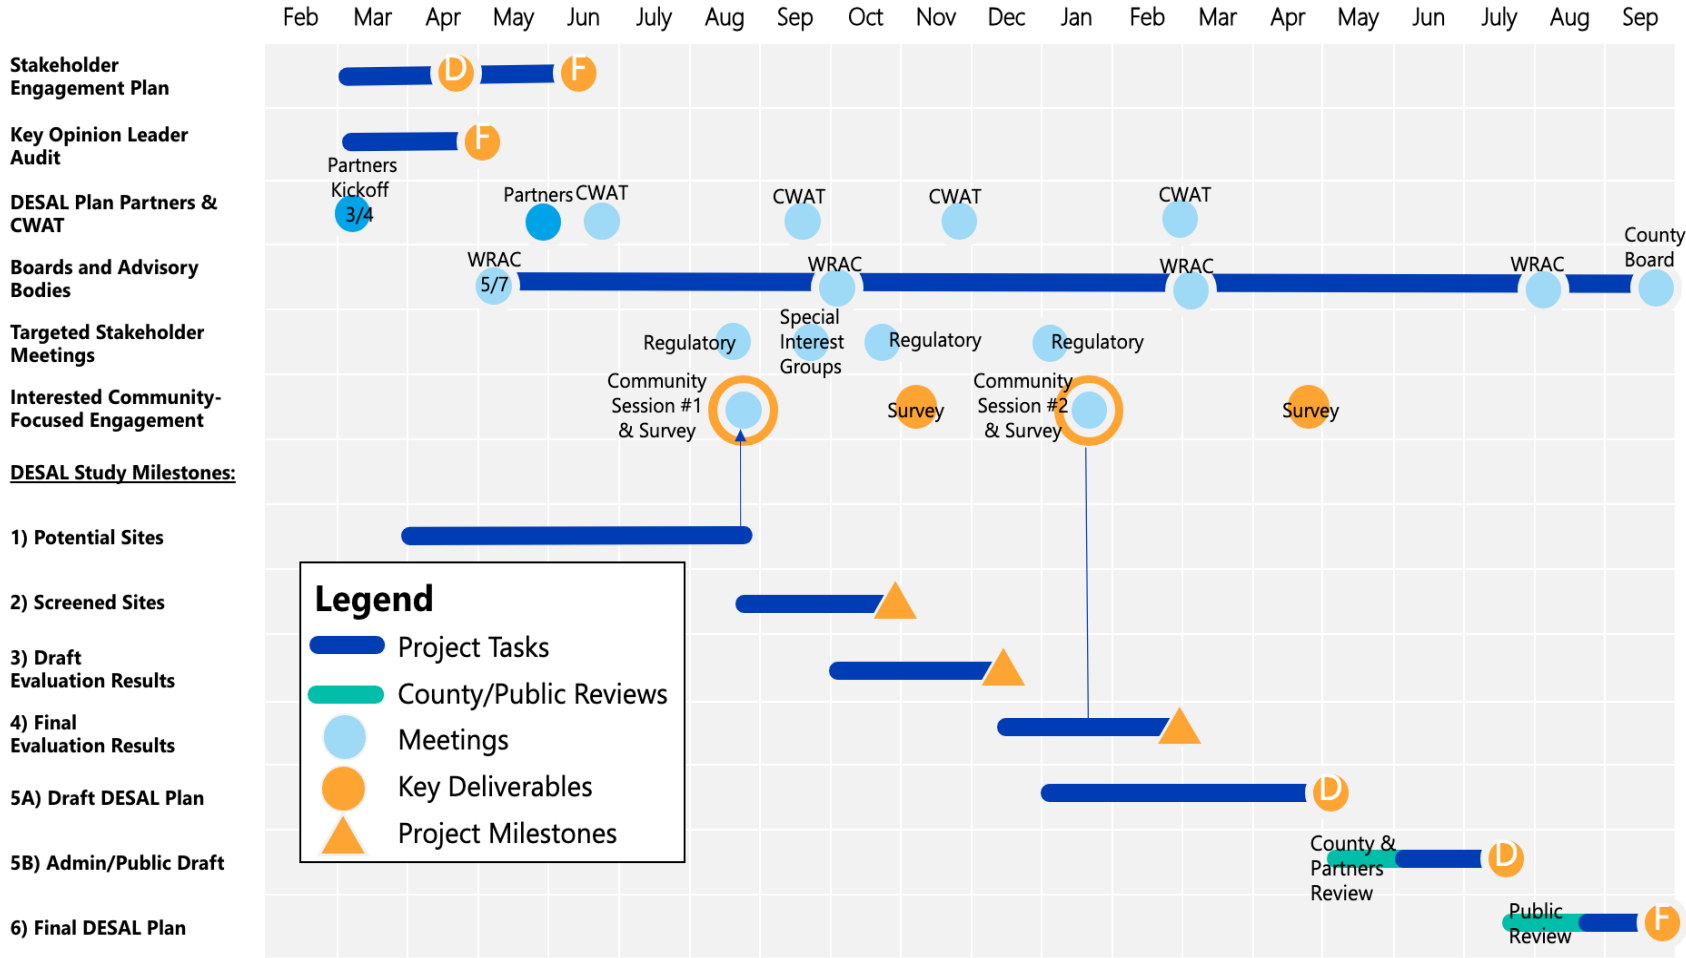 Feb Mar Apr May Jun July Aug Sep Oct Nov Dec Jan Feb Mar Apr May Jun July Aug Sep
Stakeholder
Engagement Plan
D
F
Key Opinion Leader
Audit
F
DESAL Plan Partners &
CWAT
Partners
Kickoff
3/4
Partners
CWAT
CWAT
CWAT
CWAT
Boards and Advisory
Bodies
WRAC
5/7
WRAC
WRAC
WRAC
County
Board
Targeted Stakeholder
Meetings
Regulatory
Special
Interest
Groups
Regulatory
Regulatory
Interested Community-
Focused Engagement
Community
Session #1
& Survey
Survey
Community
Session #2
& Survey
Survey
DESAL Study Milestones:
1) Potential Sites
2) Screened Sites
3) Draft
Evaluation Results
4) Final
Evaluation Results
5A) Draft DESAL Plan
D
5B) Admin/Public Draft
County &
Partners
Review
D
6) Final DESAL Plan
Public
Review
F
Legend
Project Tasks
County/Public Reviews
Meetings
Key Deliverables
Project Milestones